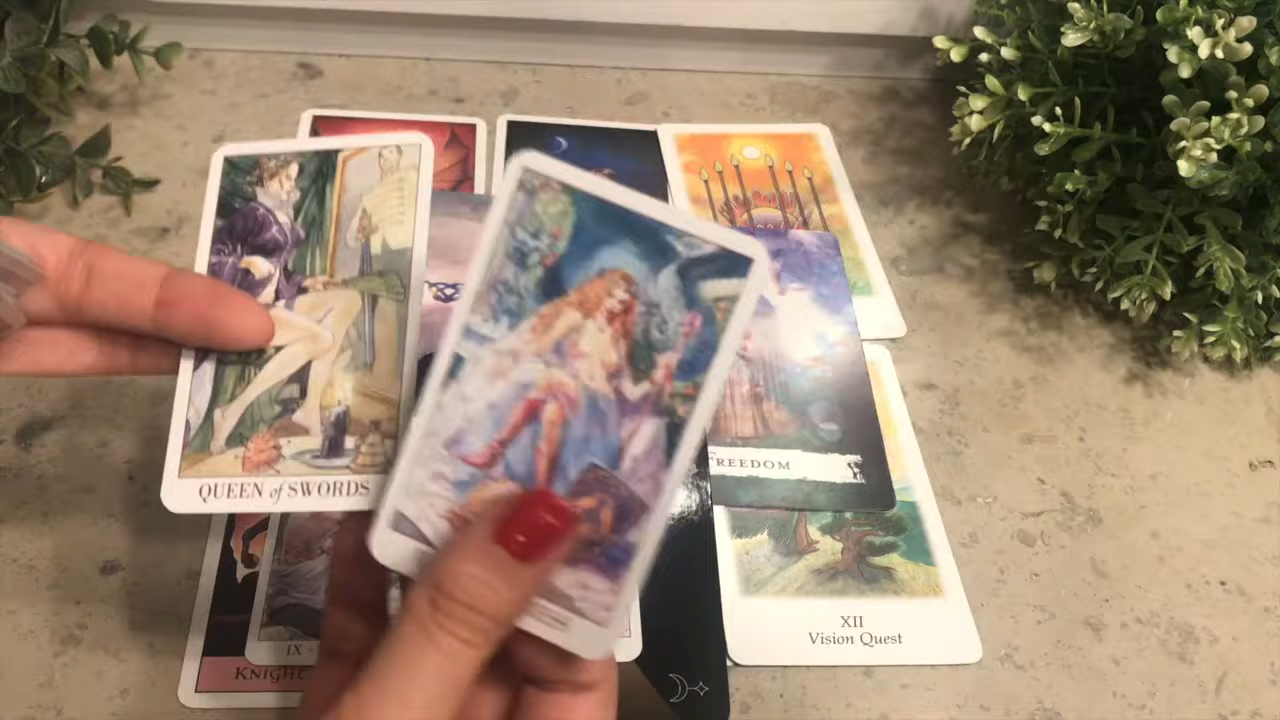 QUEEN of SWORDS
FREEDOM
IX
KNIGHT
XII
Vision Quest